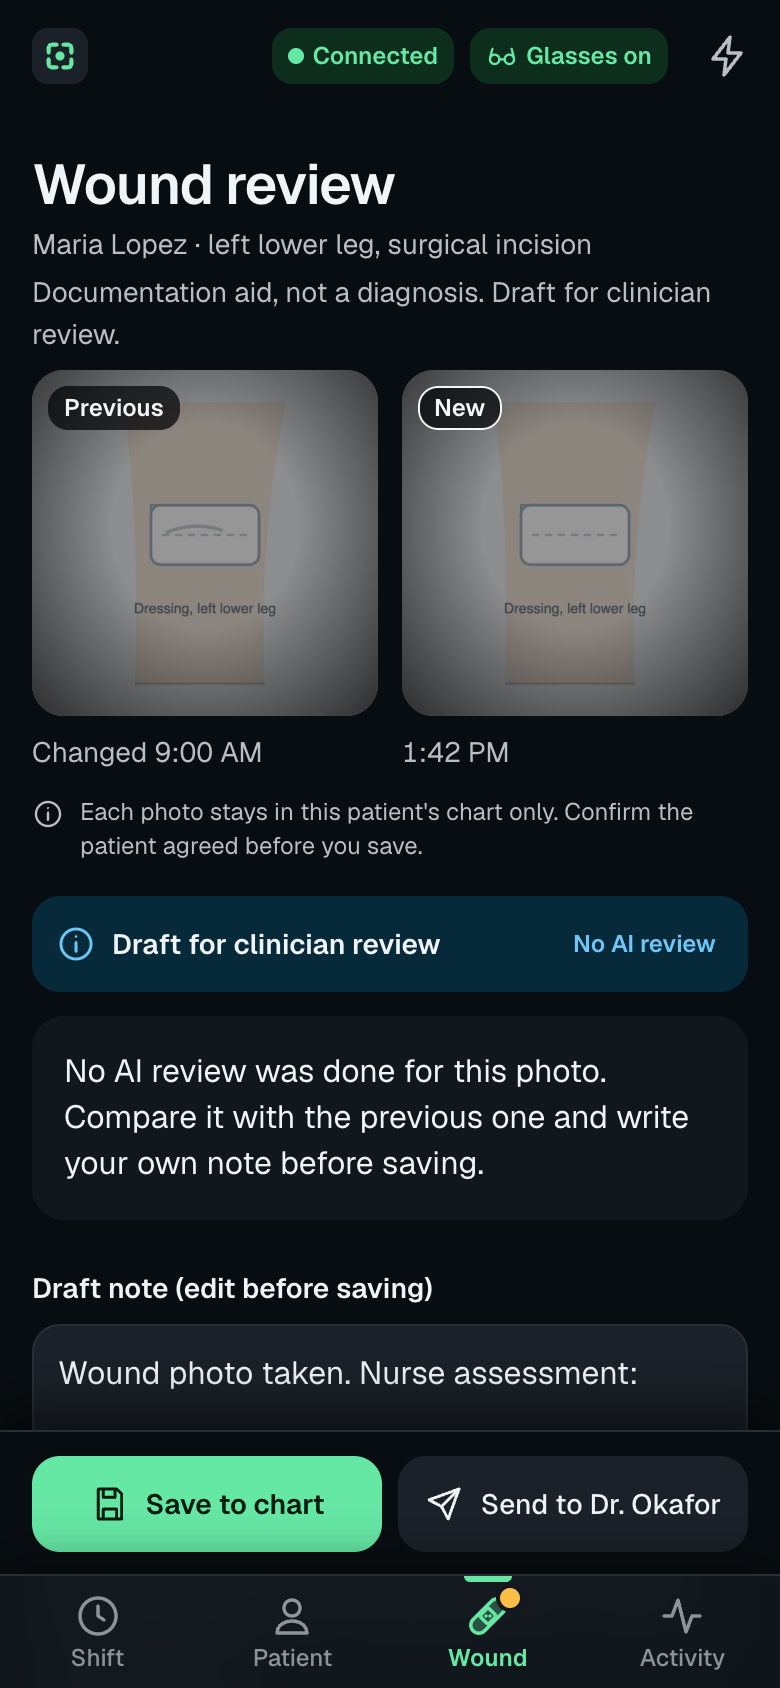 Connected
Glasses on
Wound review
Maria Lopez · left lower leg, surgical incision
Documentation aid, not a diagnosis. Draft for clinician
review.
Previous
New
Dressing, left lower leg
Dressing, left lower leg
Changed 9:00 AM
1:42 PM
Each photo stays in this patient's chart only. Confirm the
patient agreed before you save.
Draft for clinician review
No AI review
No AI review was done for this photo.
Compare it with the previous one and write
your own note before saving.
Draft note (edit before saving)
Wound photo taken. Nurse assessment:
Save to chart
Send to Dr. Okafor
Shift
Patient
Wound
Activity